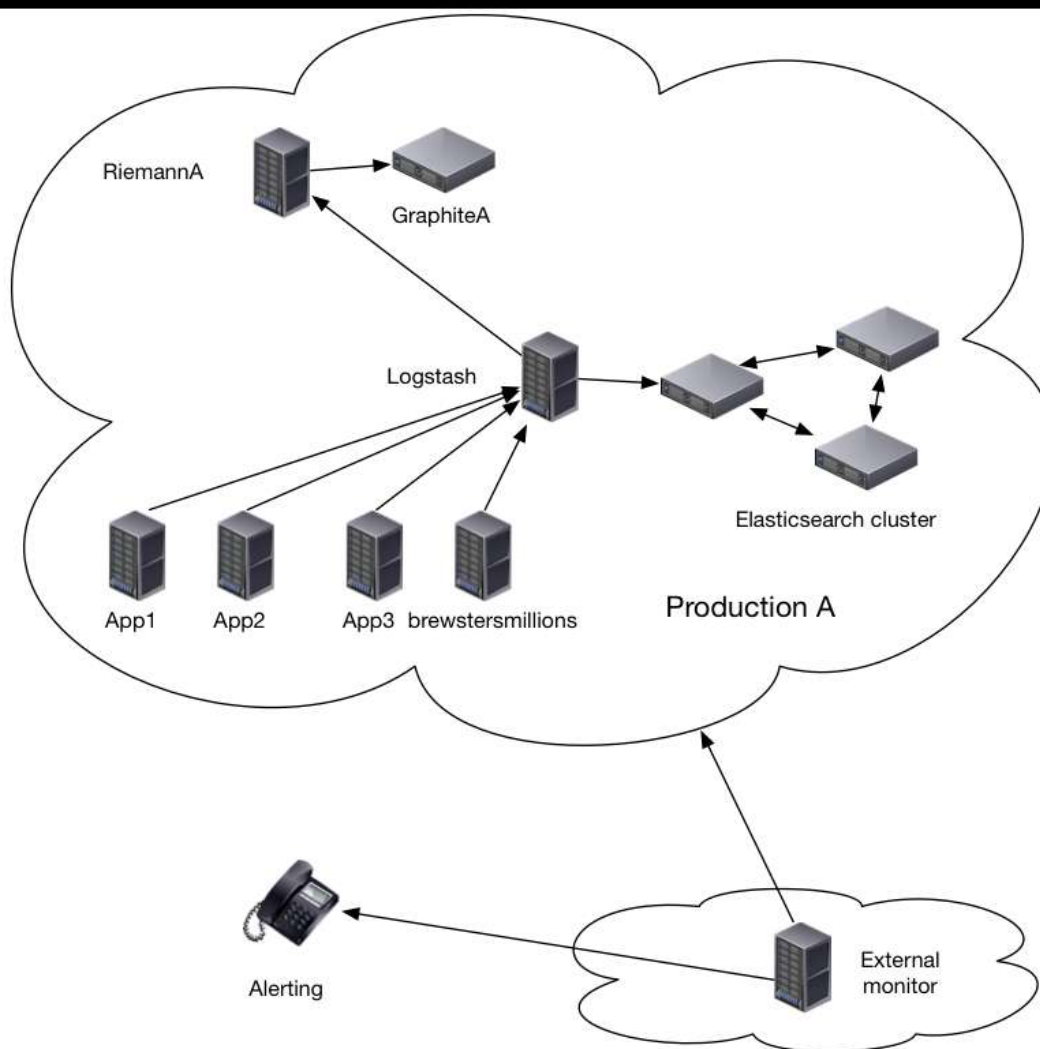 RiemannA
GraphiteA
Logstash
Elasticsearch cluster
App1
App2
App3
brewstersmillions
Production A
External
monitor
Alerting